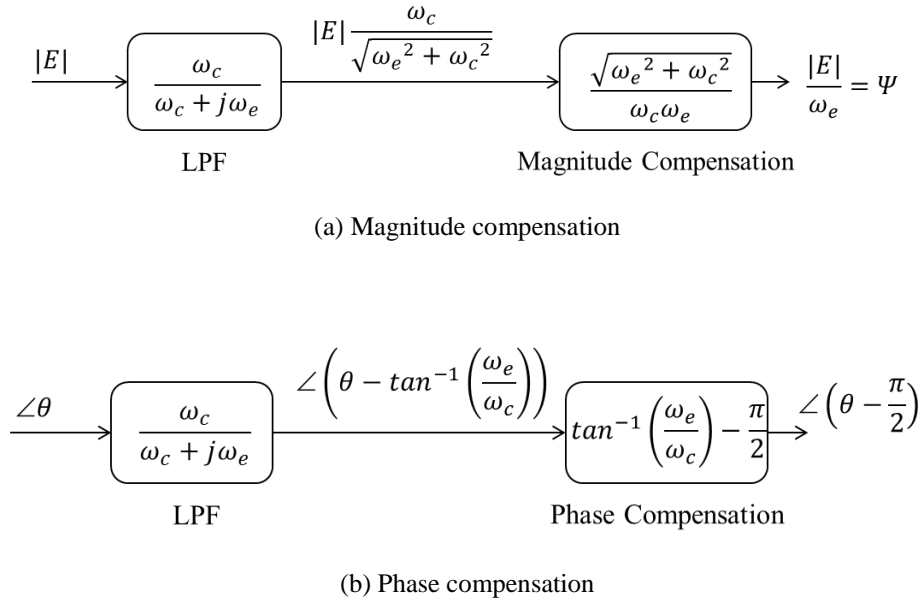 |E|
ω_c / (ω_c + jω_e)
LPF
|E| ω_c / √(ω_e² + ω_c²)
√(ω_e² + ω_c²) / (ω_c ω_e)
Magnitude Compensation
|E| / ω_e = Ψ
(a) Magnitude compensation
∠θ
ω_c / (ω_c + jω_e)
LPF
∠(θ − tan⁻¹(ω_e / ω_c))
tan⁻¹(ω_e / ω_c) − π/2
Phase Compensation
∠(θ − π/2)
(b) Phase compensation